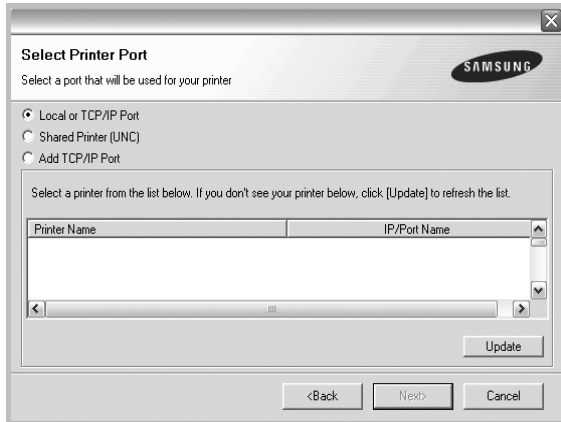 Select Printer Port
Select a port that will be used for your printer
SAMSUNG
Local or TCP/IP Port
Shared Printer (UNC)
Add TCP/IP Port
Select a printer from the list below. If you don't see your printer below, click [Update] to refresh the list.
Printer Name IP/Port Name
Update
<Back Next> Cancel